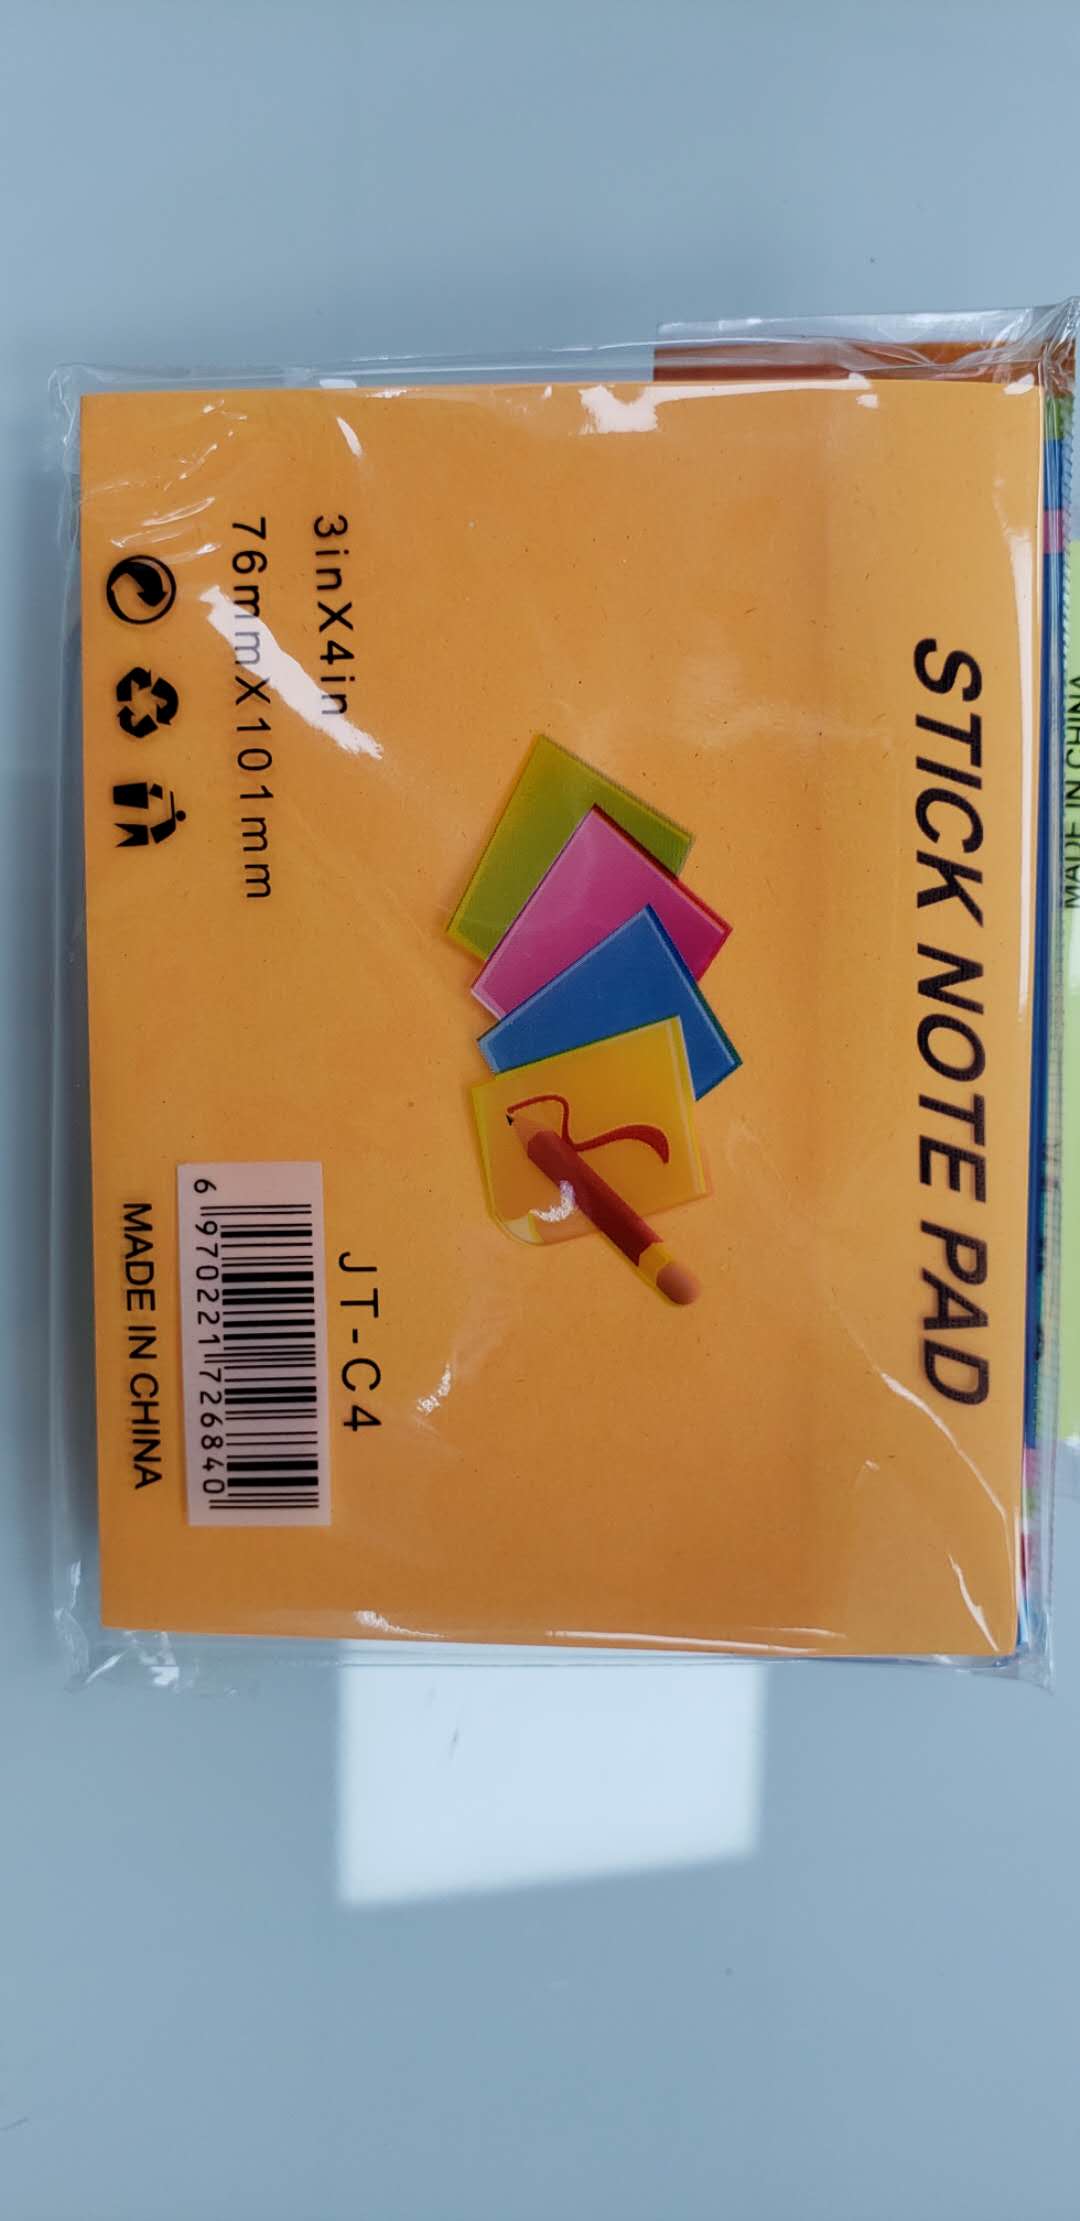 STICK NOTE PAD
3inX4in
76mmX101mm
JT-C4
6 970221 726840
MADE IN CHINA
MADE IN CHINA